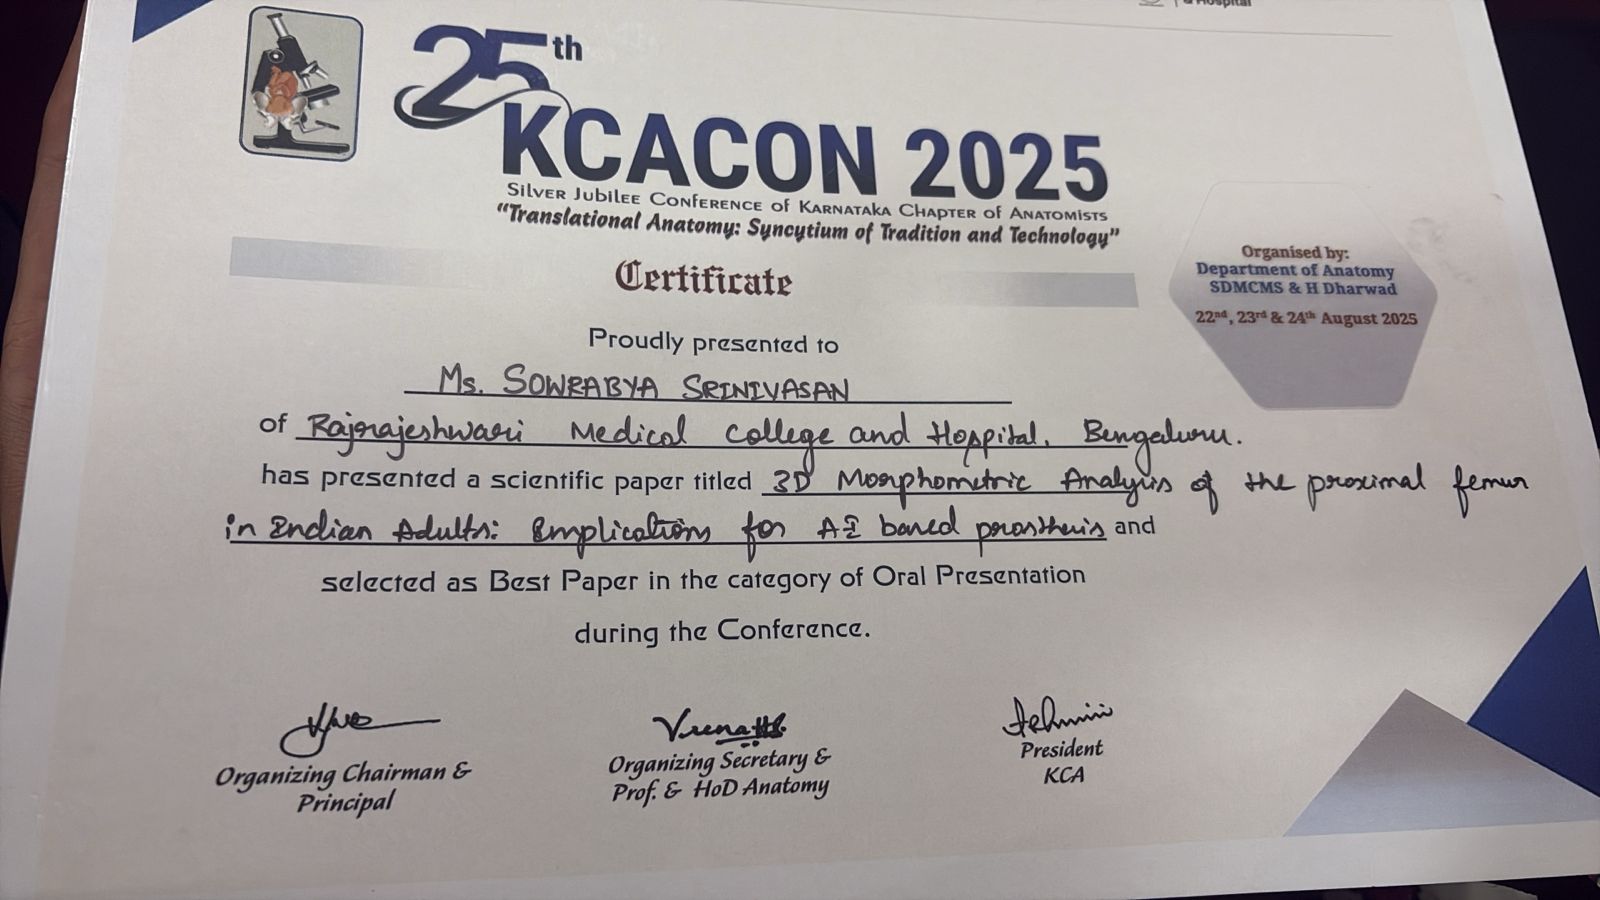 & Hospital
25th
KCACON 2025
Silver Jubilee Conference of Karnataka Chapter of Anatomists
"Translational Anatomy: Syncytium of Tradition and Technology"
Organised by:
Department of Anatomy
SDMCMS & H Dharwad
22nd, 23rd & 24th August 2025
Certificate
Proudly presented to
Ms. SOWRABYA SRINIVASAN
of Rajarajeshwari Medical College and Hospital, Bengaluru.
has presented a scientific paper titled 3D Morphometric Analysis of the proximal femur
in Indian Adults: Implications for AI based prosthesis and
selected as Best Paper in the category of Oral Presentation
during the Conference.
Organizing Chairman &
Principal
Veena
Organizing Secretary &
Prof. & HoD Anatomy
President
KCA